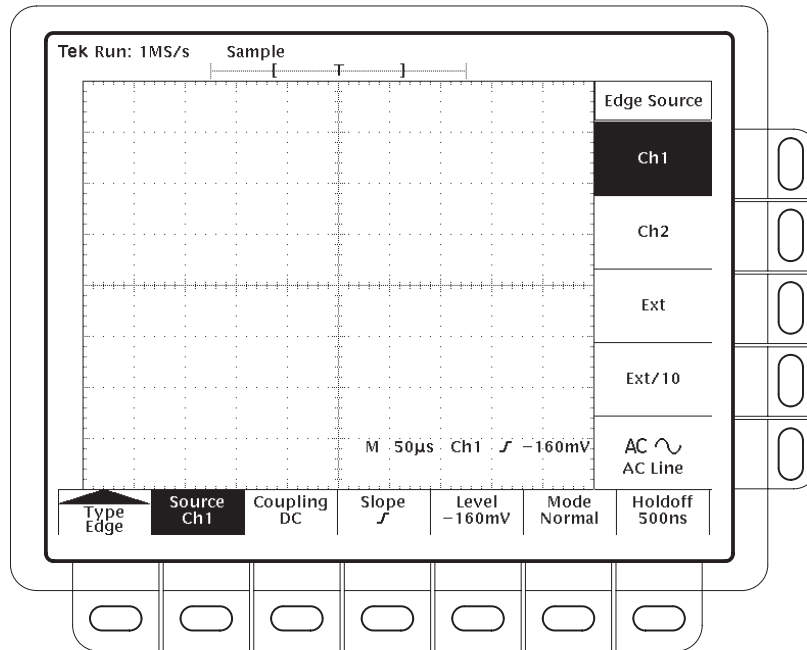 Tek Run: 1MS/s Sample
[ T ]
Edge Source
Ch1
Ch2
Ext
Ext/10
AC
AC Line
M 50µs Ch1 −160mV
Type
Edge
Source
Ch1
Coupling
DC
Slope
Level
−160mV
Mode
Normal
Holdoff
500ns